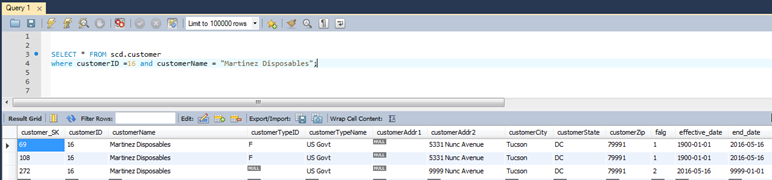 Query 1
Limit to 100000 rows
1
2
3 SELECT * FROM scd.customer
4 where customerID =16 and customerName = "Martinez Disposables";
5
6
7
Result Grid Filter Rows: Edit: Export/Import: Wrap Cell Content:
customer_SK customerID customerName customerTypeID customerTypeName customerAddr1 customerAddr2 customerCity customerState customerZip falg effective_date end_date
69 16 Martinez Disposables F US Govt NULL 5331 Nunc Avenue Tucson DC 79991 1 1900-01-01 2016-05-16
108 16 Martinez Disposables F US Govt NULL 5331 Nunc Avenue Tucson DC 79991 1 1900-01-01 2016-05-16
272 16 Martinez Disposables NULL US Govt NULL 9999 Nunc Avenue Tucson DC 79991 2 2016-05-16 9999-01-01